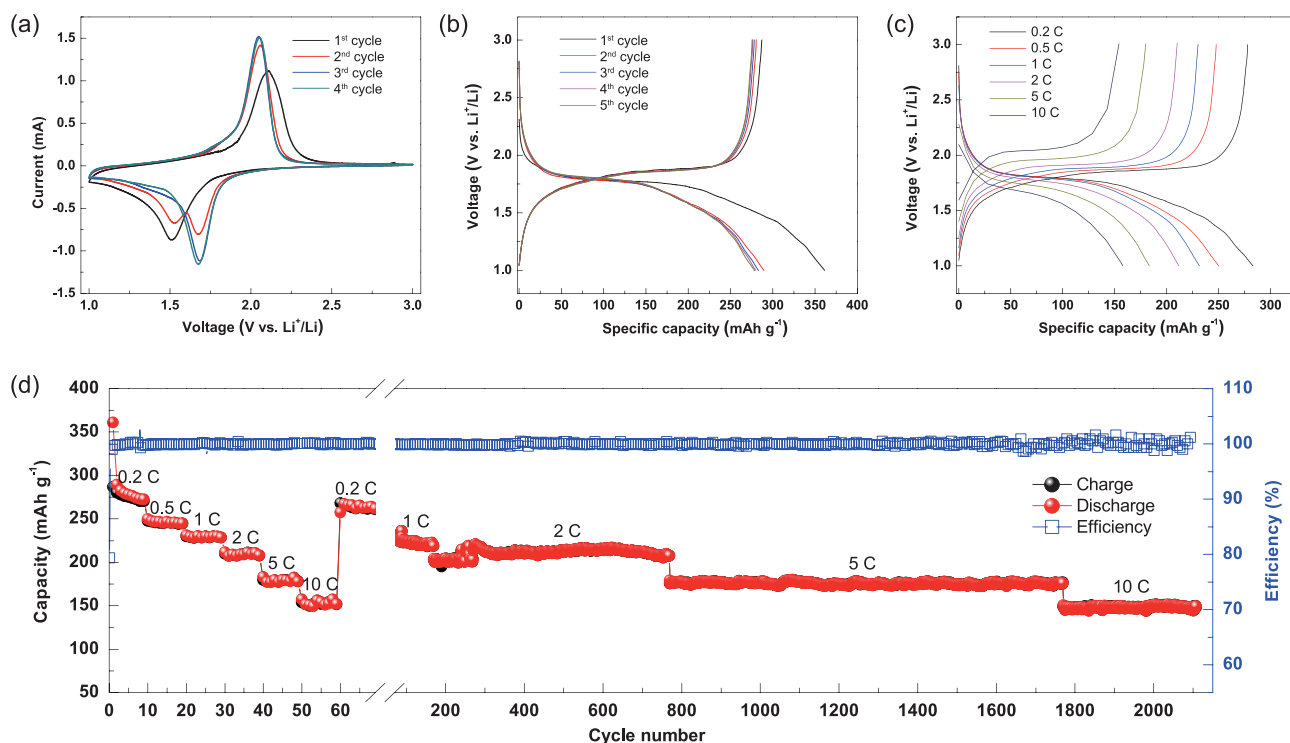 (a)
1st cycle
2nd cycle
3rd cycle
4th cycle
1.5
1.0
0.5
0.0
-0.5
-1.0
-1.5
1.0
1.5
2.0
2.5
3.0
Current (mA)
Voltage (V vs. Li+/Li)
(b)
1st cycle
2nd cycle
3rd cycle
4th cycle
5th cycle
3.0
2.5
2.0
1.5
1.0
0
50
100
150
200
250
300
350
400
Voltage (V vs. Li+/Li)
Specific capacity (mAh g-1)
(c)
0.2 C
0.5 C
1 C
2 C
5 C
10 C
3.0
2.5
2.0
1.5
1.0
0
50
100
150
200
250
300
Voltage (V vs. Li+/Li)
Specific capacity (mAh g-1)
(d)
400
350
300
250
200
150
100
50
Capacity (mAh g-1)
0.2 C
0.5 C
1 C
2 C
5 C
10 C
0.2 C
1 C
2 C
5 C
10 C
Charge
Discharge
Efficiency
110
100
90
80
70
60
Efficiency (%)
0
10
20
30
40
50
60
200
400
600
800
1000
1200
1400
1600
1800
2000
Cycle number